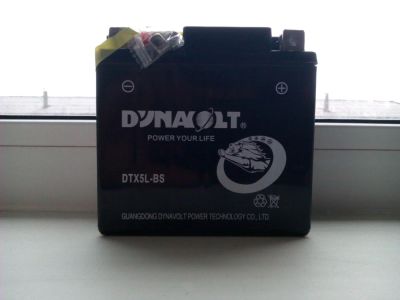 DYNAVOLT®
POWER YOUR LIFE
DTX5L-BS
GUANGDONG DYNAVOLT POWER TECHNOLOGY CO., LTD